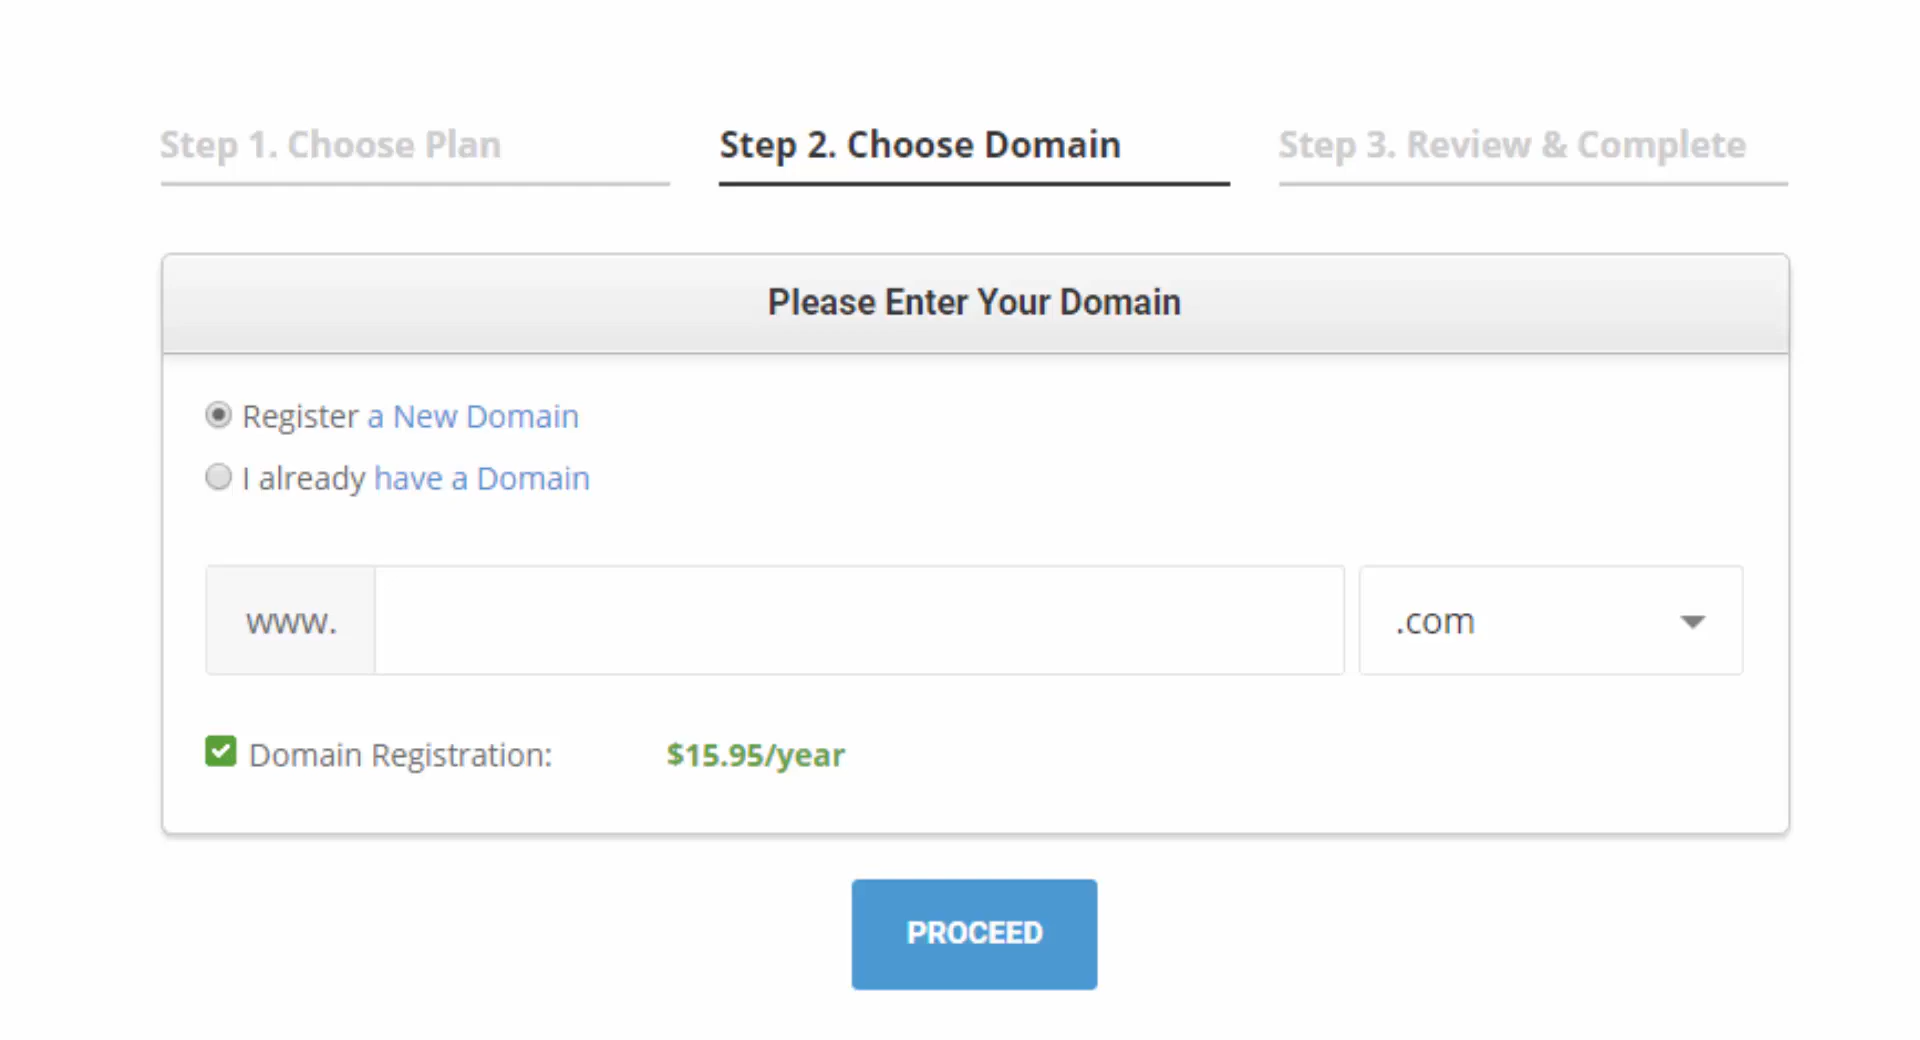 Step 1. Choose Plan
Step 2. Choose Domain
Step 3. Review & Complete
Please Enter Your Domain
Register a New Domain
I already have a Domain
www.
.com
Domain Registration: $15.95/year
PROCEED